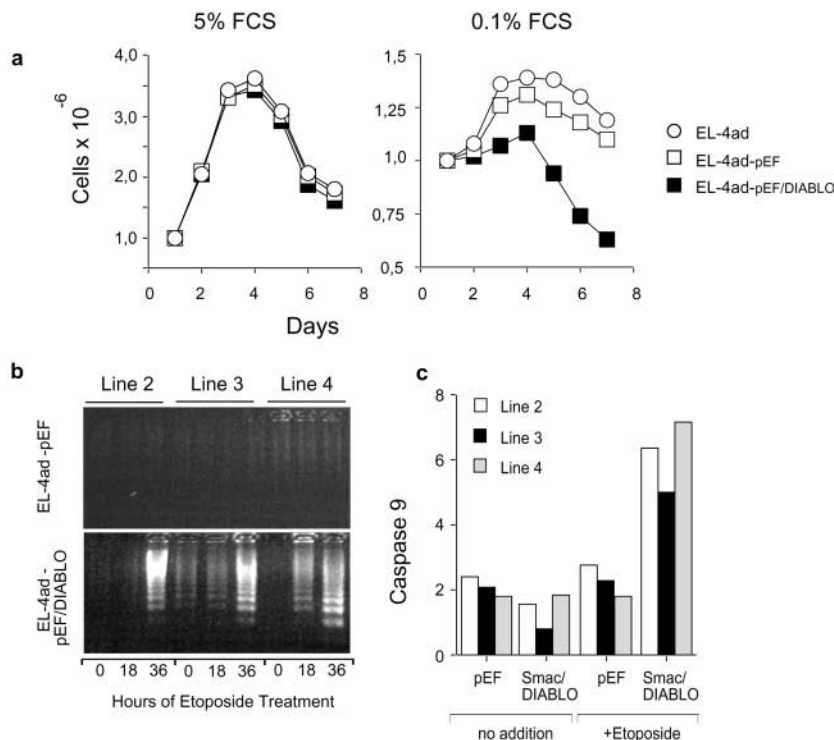 5% FCS
0.1% FCS
a
4,0
3,0
2,0
1,0
Cells x 10⁻⁶
0 2 4 6 8
1,5
1,25
1,0
0,75
0,5
0 2 4 6 8
Days
EL-4ad
EL-4ad-pEF
EL-4ad-pEF/DIABLO
b
Line 2 Line 3 Line 4
EL-4ad -pEF
EL-4ad -
pEF/DIABLO
0 18 36 0 18 36 0 18 36
Hours of Etoposide Treatment
c
8
6
4
2
0
Caspase 9
Line 2
Line 3
Line 4
pEF Smac/ pEF Smac/
DIABLO DIABLO
no addition +Etoposide